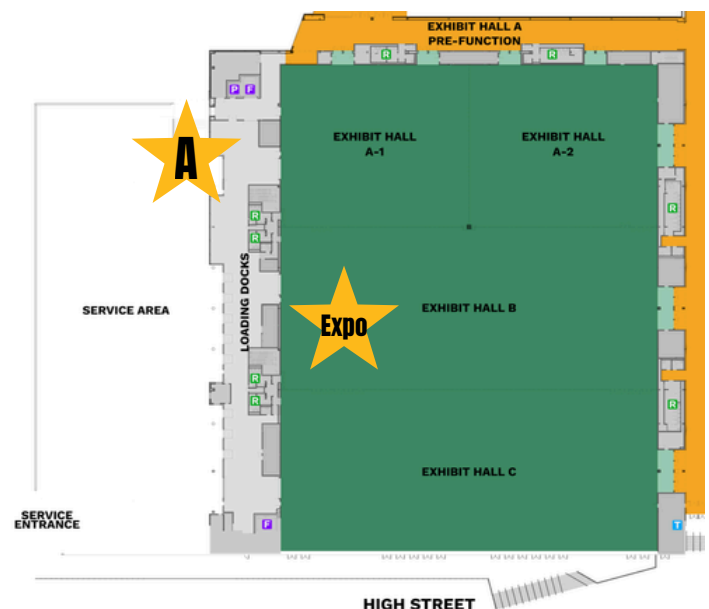 EXHIBIT HALL A
PRE-FUNCTION
R
R
P F
A
EXHIBIT HALL
A-1
EXHIBIT HALL
A-2
R
R
R
LOADING DOCKS
SERVICE AREA
Expo
EXHIBIT HALL B
R
R
R
EXHIBIT HALL C
SERVICE
ENTRANCE
F
T
HIGH STREET